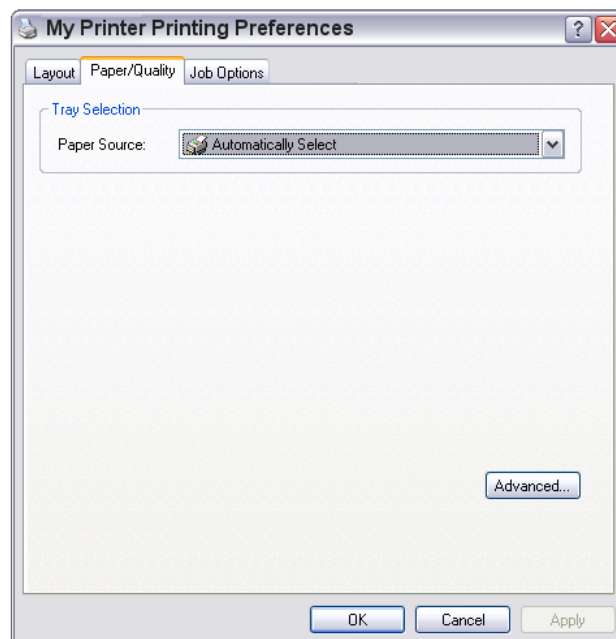 My Printer Printing Preferences
Layout Paper/Quality Job Options
Tray Selection
Paper Source: Automatically Select
Advanced...
OK Cancel Apply